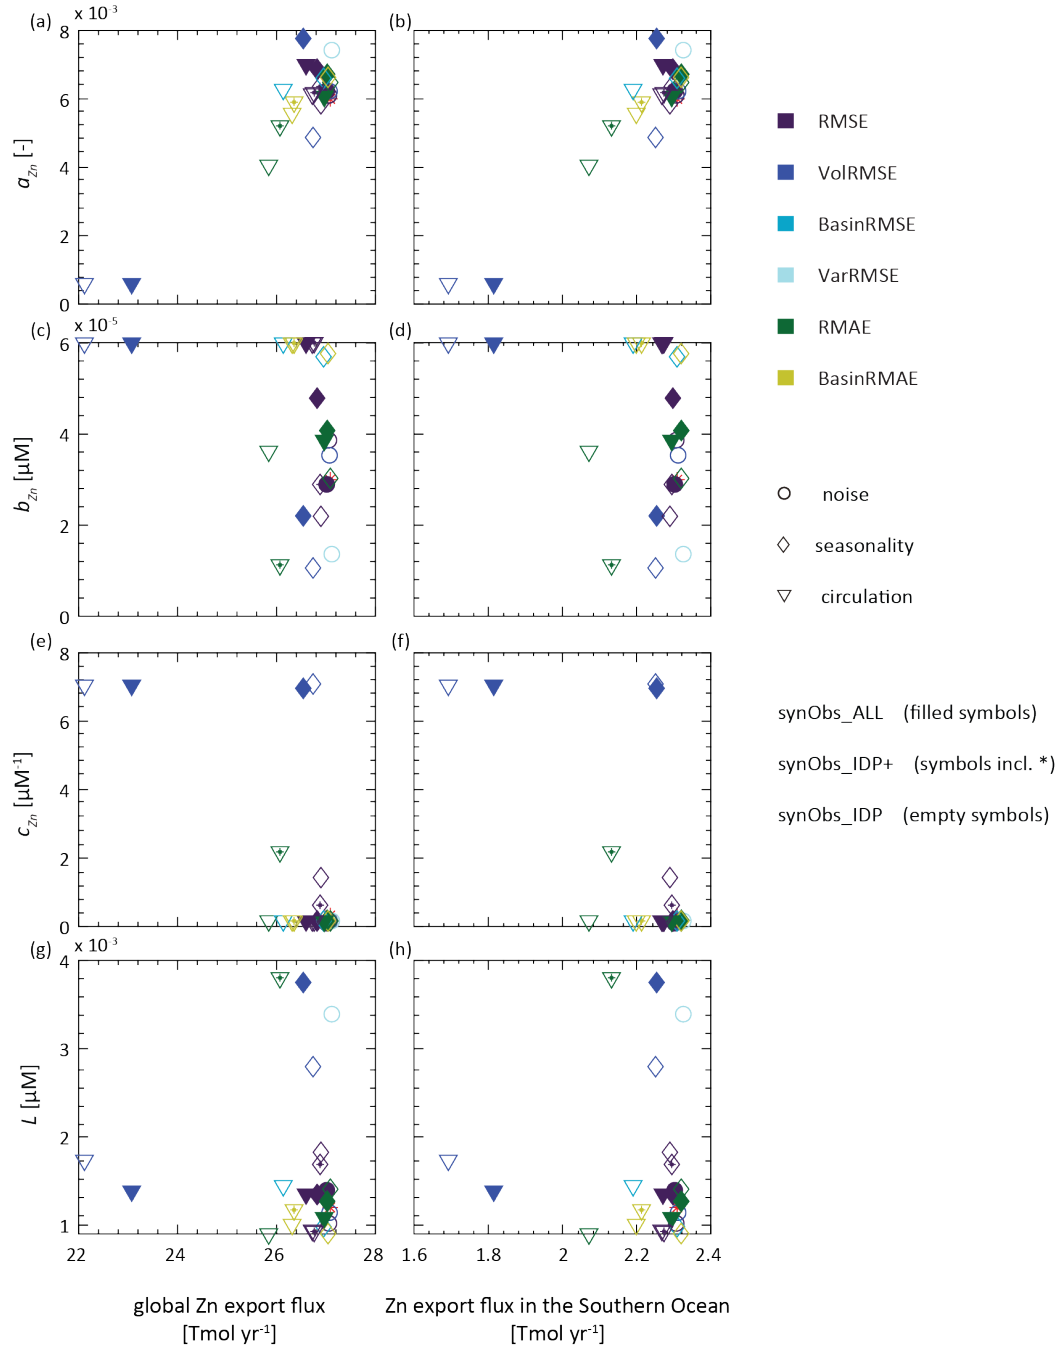 (a)
x 10-3
(b)
8
6
4
2
0
aZn [-]
(c)
x 10-5
(d)
6
4
2
0
bZn [µM]
(e)
(f)
8
6
4
2
0
cZn [µM-1]
(g)
x 10-3
(h)
4
3
2
1
L [µM]
22 24 26 28
1.6 1.8 2 2.2 2.4
global Zn export flux
[Tmol yr-1]
Zn export flux in the Southern Ocean
[Tmol yr-1]
RMSE
VolRMSE
BasinRMSE
VarRMSE
RMAE
BasinRMAE
noise
seasonality
circulation
synObs_ALL (filled symbols)
synObs_IDP+ (symbols incl. *)
synObs_IDP (empty symbols)